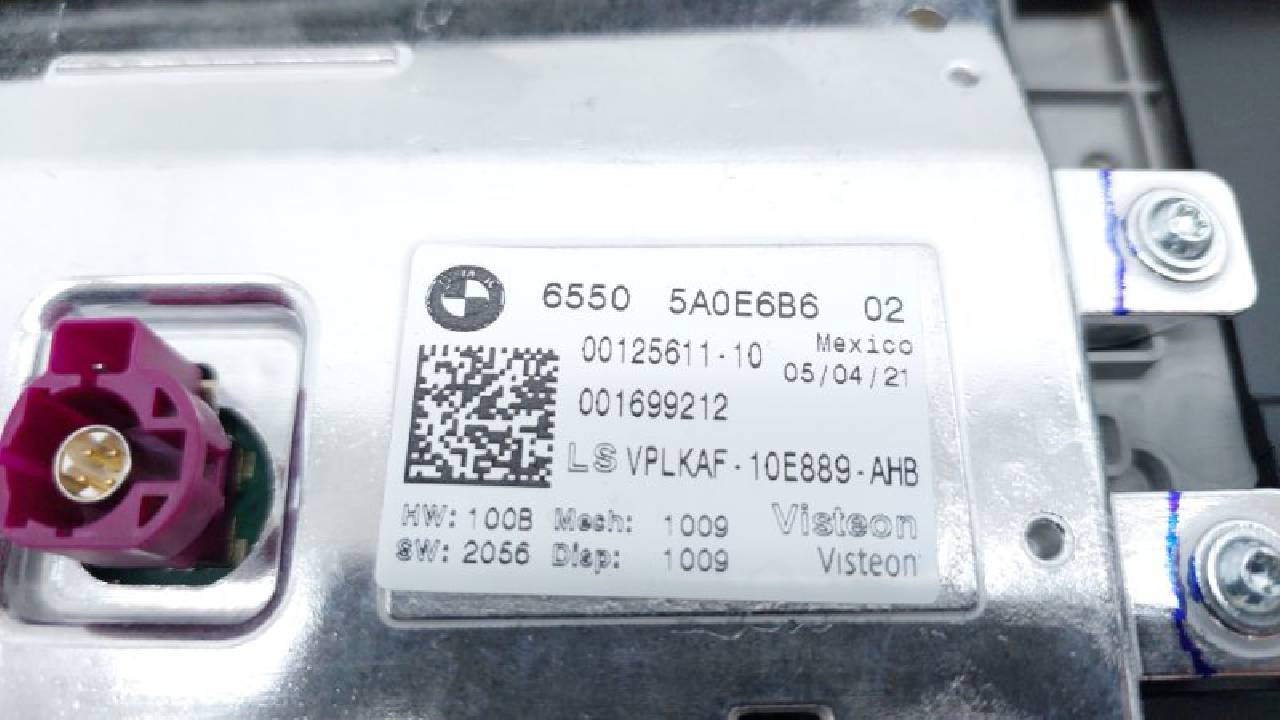 6550 5A0E6B6 02
00125611-10 Mexico
05/04/21
001699212
LS VPLKAF-10E889-AHB
HW: 100B Mech: 1009 Visteon
SW: 2056 Disp: 1009 Visteon